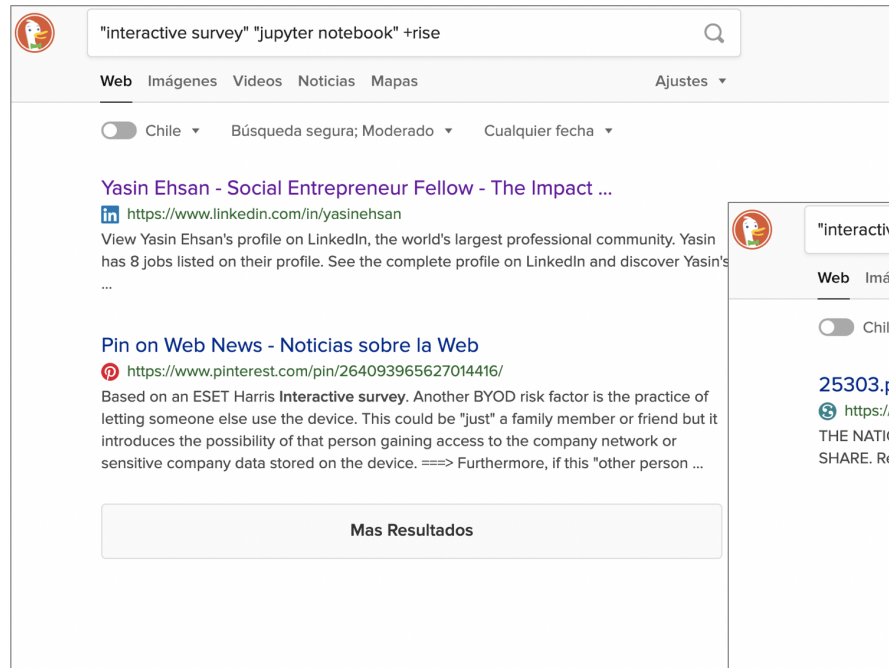 "interactive survey" "jupyter notebook" +rise
Web Imágenes Videos Noticias Mapas Ajustes
Chile Búsqueda segura; Moderado Cualquier fecha
Yasin Ehsan - Social Entrepreneur Fellow - The Impact ...
in https://www.linkedin.com/in/yasinehsan
View Yasin Ehsan's profile on LinkedIn, the world's largest professional community. Yasin
has 8 jobs listed on their profile. See the complete profile on LinkedIn and discover Yasin's
...
Pin on Web News - Noticias sobre la Web
https://www.pinterest.com/pin/264093965627014416/
Based on an ESET Harris Interactive survey. Another BYOD risk factor is the practice of
letting someone else use the device. This could be "just" a family member or friend but it
introduces the possibility of that person gaining access to the company network or
sensitive company data stored on the device. ===> Furthermore, if this "other person ...
Mas Resultados
"interactiv
Web Imá
Chil
25303.p
https:/
THE NATIO
SHARE. Re